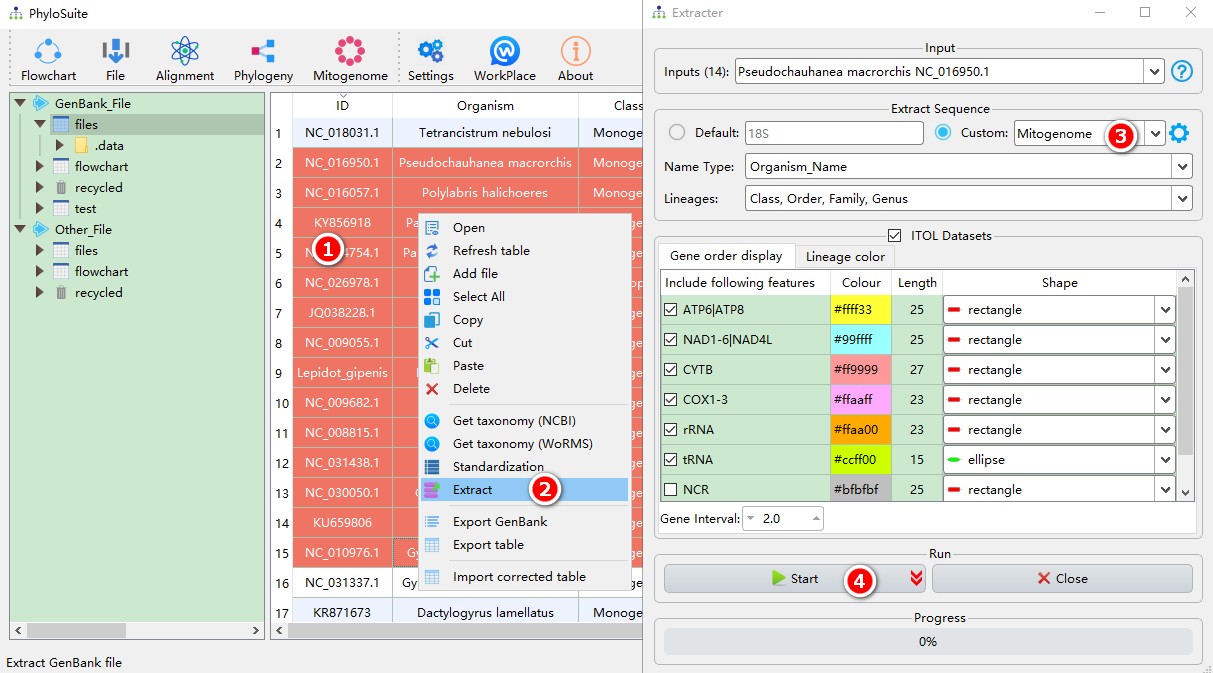 PhyloSuite
Flowchart File Alignment Phylogeny Mitogenome Settings WorkPlace About
GenBank_File
files
.data
flowchart
recycled
test
Other_File
files
flowchart
recycled
ID Organism Class
1 NC_018031.1 Tetrancistrum nebulosi Monoge
2 NC_016950.1 Pseudochauhanea macrorchis Monoge
3 NC_016057.1 Polylabris halichoeres Monoge
4 KY856918 Pa
5 4754.1 Pa
6 NC_026978.1
7 JQ038228.1
8 NC_009055.1
9 Lepidot_gipenis
10 NC_009682.1
11 NC_008815.1
12 NC_031438.1
13 NC_030050.1
14 KU659806
15 NC_010976.1 Gy
16 NC_031337.1 Gy
17 KR871673 Dactylogyrus lamellatus Monoge
1
Open
Refresh table
Add file
Select All
Copy
Cut
Paste
Delete
Get taxonomy (NCBI)
Get taxonomy (WoRMS)
Standardization
Extract 2
Export GenBank
Export table
Import corrected table
Extract GenBank file
Extracter
Input
Inputs (14): Pseudochauhanea macrorchis NC_016950.1
Extract Sequence
Default: 18S Custom: Mitogenome 3
Name Type: Organism_Name
Lineages: Class, Order, Family, Genus
ITOL Datasets
Gene order display Lineage color
Include following features Colour Length Shape
ATP6|ATP8 #ffff33 25 rectangle
NAD1-6|NAD4L #99ffff 25 rectangle
CYTB #ff9999 27 rectangle
COX1-3 #ffaaff 23 rectangle
rRNA #ffaa00 23 rectangle
tRNA #ccff00 15 ellipse
NCR #bfbfbf 25 rectangle
Gene Interval: 2.0
Run
Start 4 Close
Progress
0%